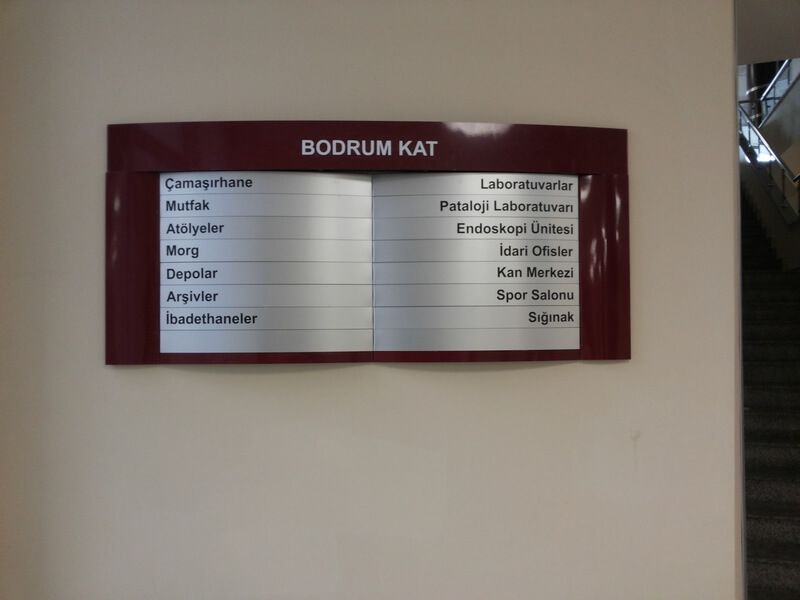 BODRUM KAT
Çamaşırhane
Mutfak
Atölyeler
Morg
Depolar
Arşivler
İbadethaneler
Laboratuvarlar
Pataloji Laboratuvarı
Endoskopi Ünitesi
İdari Ofisler
Kan Merkezi
Spor Salonu
Sığınak